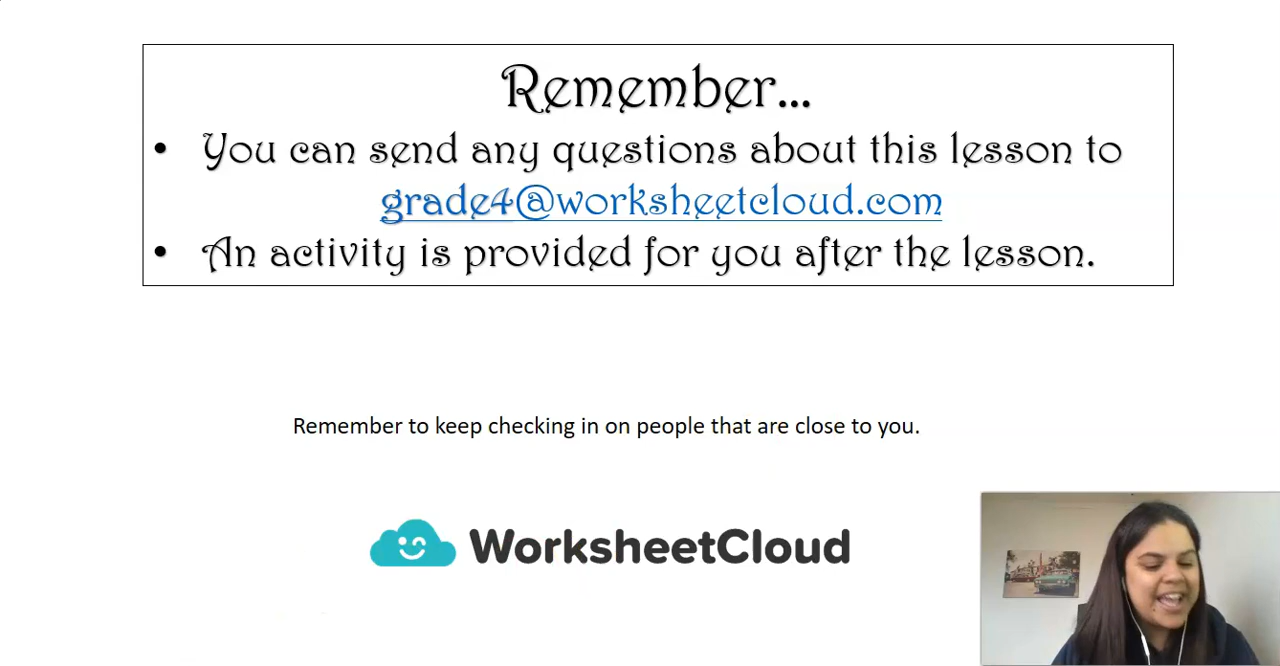 Remember...
• You can send any questions about this lesson to
grade4@worksheetcloud.com
• An activity is provided for you after the lesson.
Remember to keep checking in on people that are close to you.
WorksheetCloud